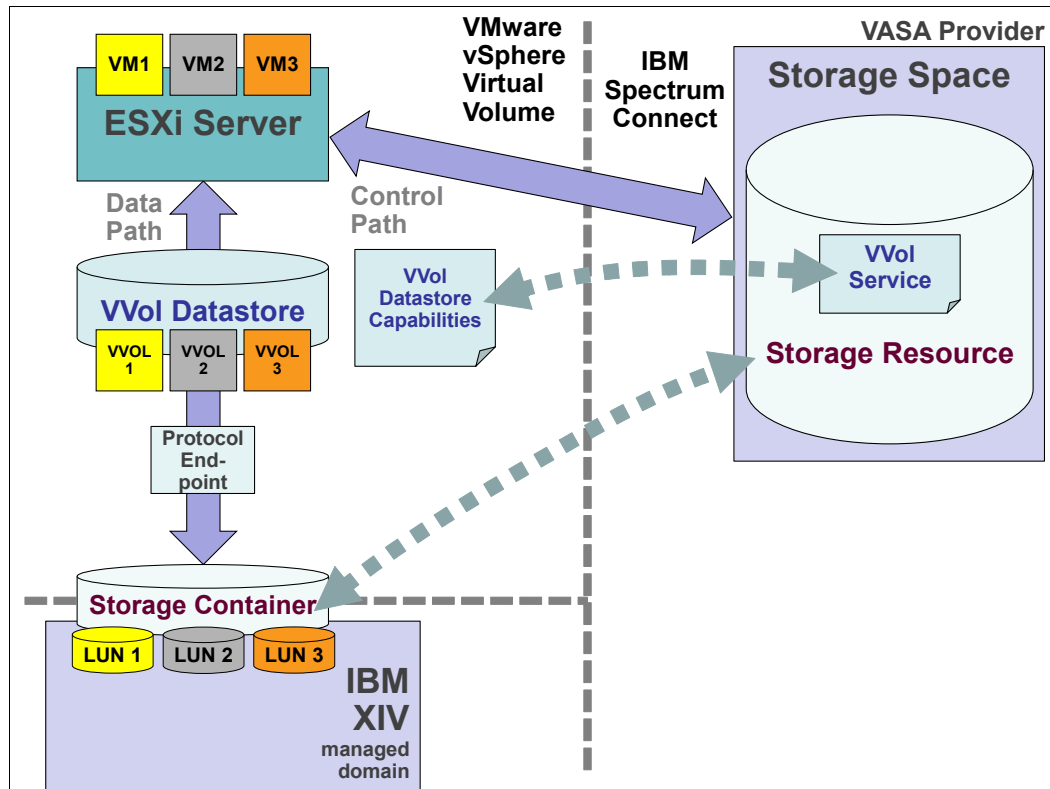 VMware
vSphere
Virtual
Volume
IBM
Spectrum
Connect
VASA Provider
Storage Space
VM1
VM2
VM3
ESXi Server
Data
Path
Control
Path
VVol Datastore
VVOL
1
VVOL
2
VVOL
3
VVol
Datastore
Capabilities
VVol
Service
Storage Resource
Protocol
End-
point
Storage Container
LUN 1
LUN 2
LUN 3
IBM
XIV
managed
domain